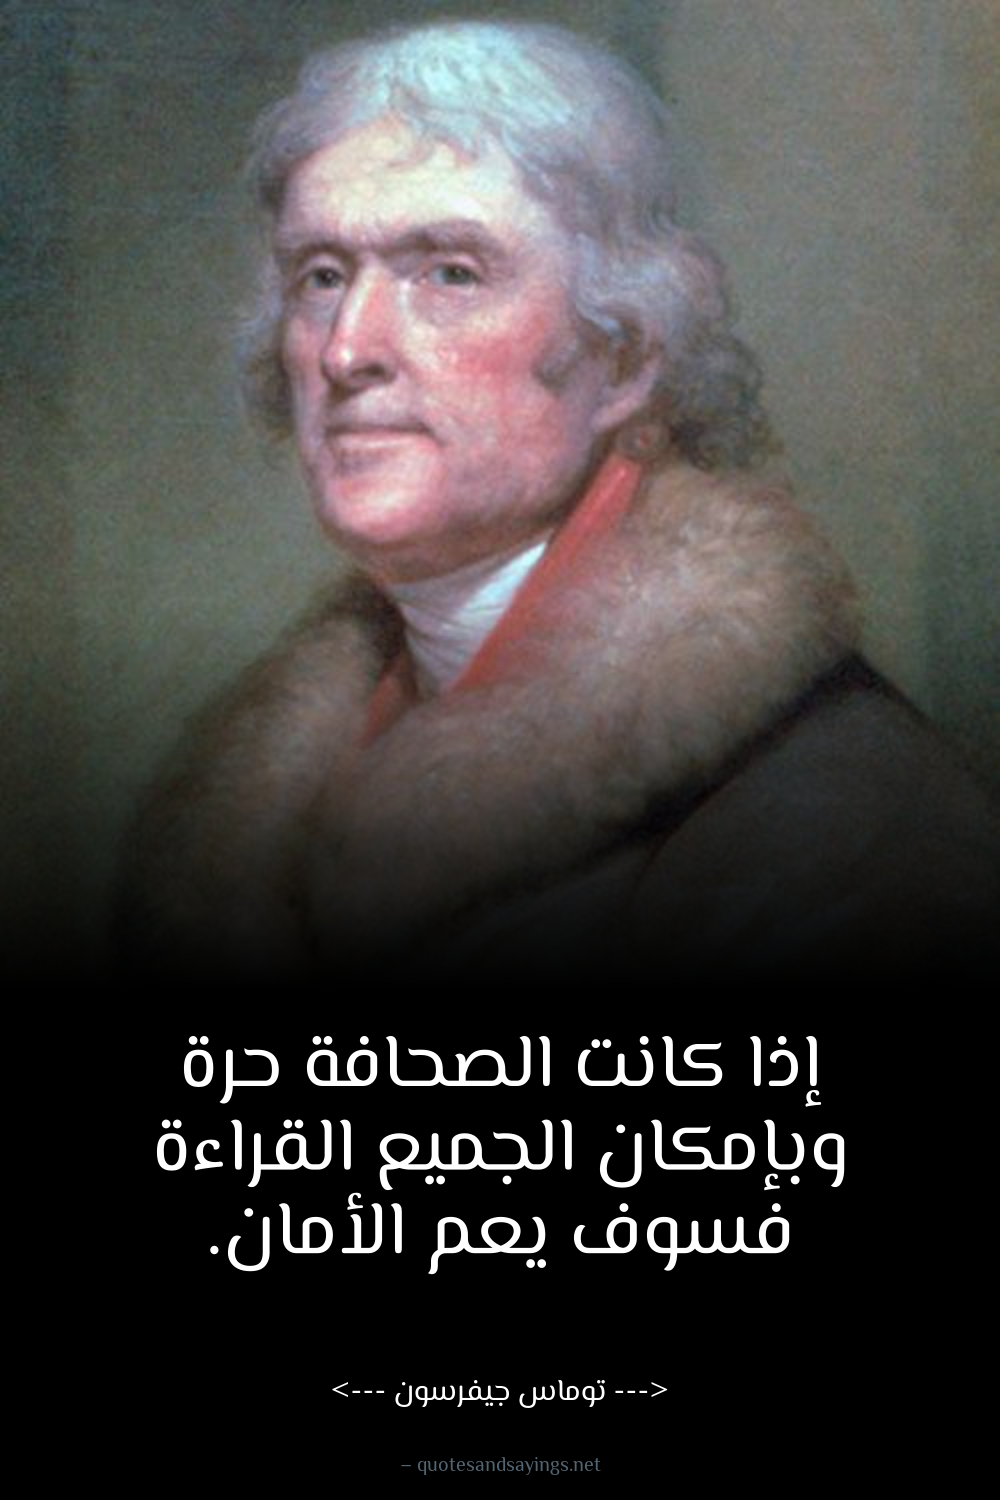 إذا كانت الصحافة حرة
وبإمكان الجميع القراءة
فسوف يعم الأمان.
<--- توماس جيفرسون --->
– quotesandsayings.net